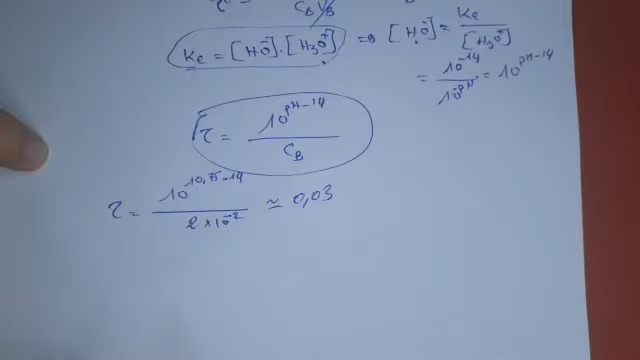 τ = C_B V_B
Ke = [HO⁻]·[H₃O⁺] ⇒ [HO⁻] = Ke / [H₃O⁺]
= 10⁻¹⁴ / 10⁻ᵖᴴ = 10ᵖᴴ⁻¹⁴
τ = 10ᵖᴴ⁻¹⁴ / C_B
τ = 10^(10,75-14) / 2×10⁻² ≃ 0,03